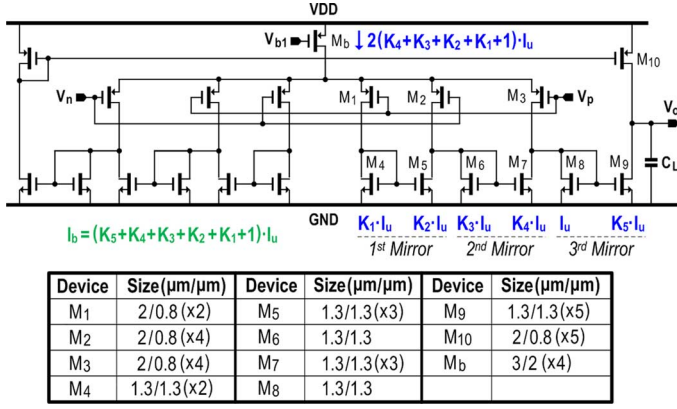 VDD
V_b1 M_b ↓2(K₄+K₃+K₂+K₁+1)·I_u M₁₀
V_n M₁ M₂ M₃ V_p
V_o
M₄ M₅ M₆ M₇ M₈ M₉ C_L
GND K₁·I_u K₂·I_u K₃·I_u K₄·I_u I_u K₅·I_u
I_b=(K₅+K₄+K₃+K₂+K₁+1)·I_u 1st Mirror 2nd Mirror 3rd Mirror
Device Size(μm/μm) Device Size(μm/μm) Device Size(μm/μm)
M₁ 2/0.8(x2) M₅ 1.3/1.3(x3) M₉ 1.3/1.3(x5)
M₂ 2/0.8(x4) M₆ 1.3/1.3 M₁₀ 2/0.8(x5)
M₃ 2/0.8(x4) M₇ 1.3/1.3(x3) M_b 3/2(x4)
M₄ 1.3/1.3(x2) M₈ 1.3/1.3